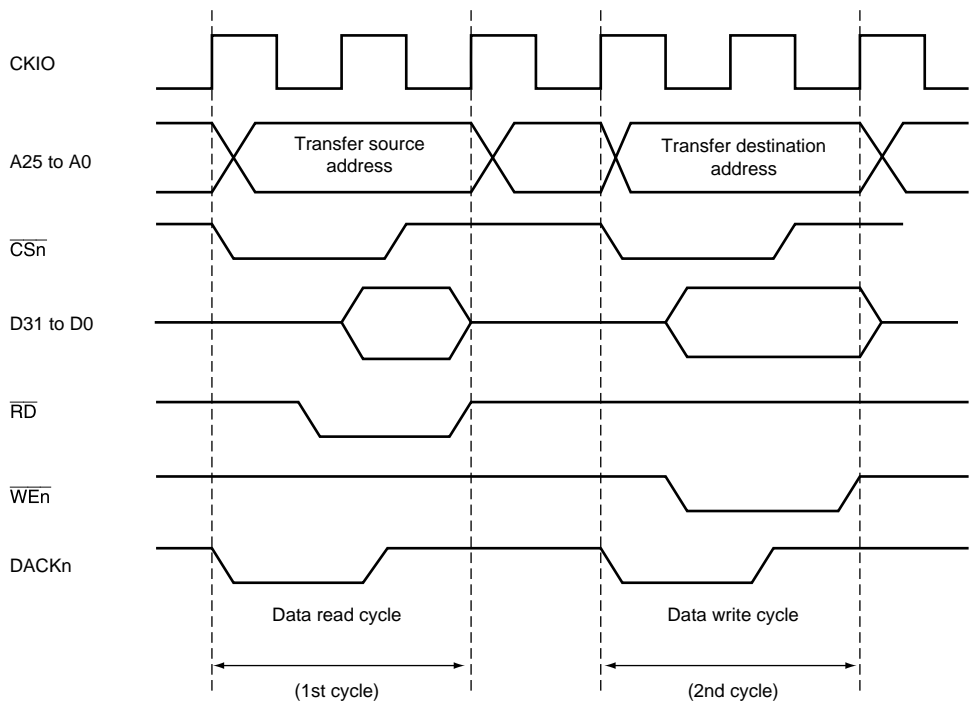 CKIO
A25 to A0
Transfer source
address
Transfer destination
address
CSn
D31 to D0
RD
WEn
DACKn
Data read cycle
Data write cycle
(1st cycle)
(2nd cycle)